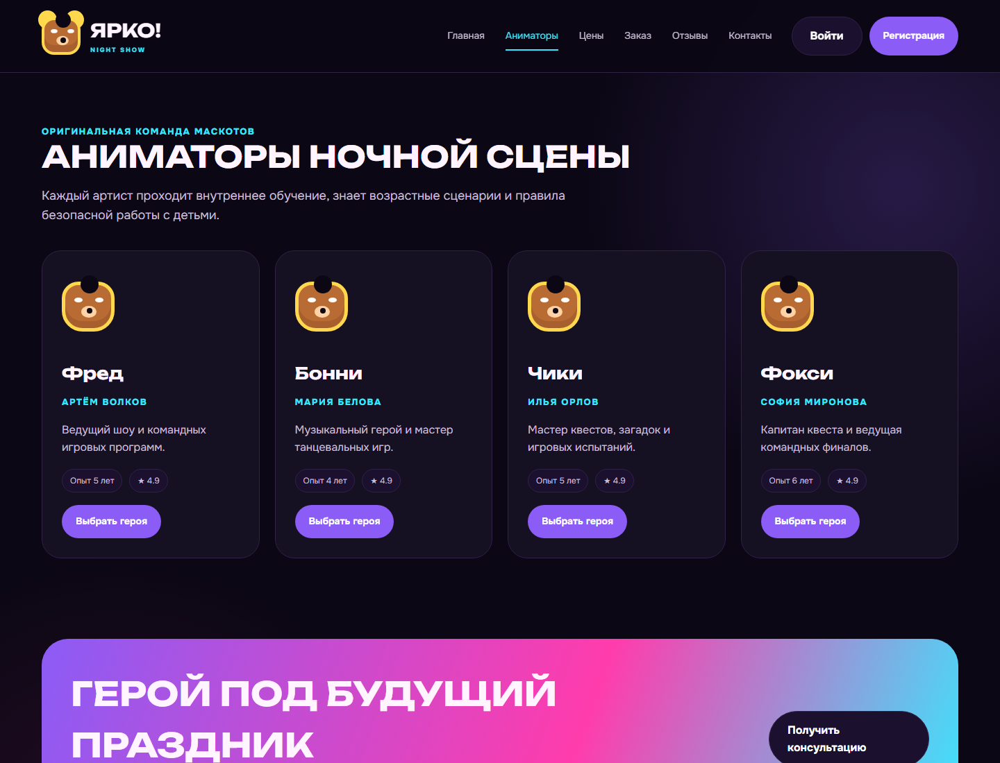 ЯРКО!
NIGHT SHOW
Главная
Аниматоры
Цены
Заказ
Отзывы
Контакты
Войти
Регистрация
ОРИГИНАЛЬНАЯ КОМАНДА МАСКОТОВ
АНИМАТОРЫ НОЧНОЙ СЦЕНЫ
Каждый артист проходит внутреннее обучение, знает возрастные сценарии и правила
безопасной работы с детьми.
Фред
АРТЁМ ВОЛКОВ
Ведущий шоу и командных
игровых программ.
Опыт 5 лет
★ 4.9
Выбрать героя
Бонни
МАРИЯ БЕЛОВА
Музыкальный герой и мастер
танцевальных игр.
Опыт 4 лет
★ 4.9
Выбрать героя
Чики
ИЛЬЯ ОРЛОВ
Мастер квестов, загадок и
игровых испытаний.
Опыт 5 лет
★ 4.9
Выбрать героя
Фокси
СОФИЯ МИРОНОВА
Капитан квеста и ведущая
командных финалов.
Опыт 6 лет
★ 4.9
Выбрать героя
ГЕРОЙ ПОД БУДУЩИЙ
ПРАЗДНИК
Получить
консультацию